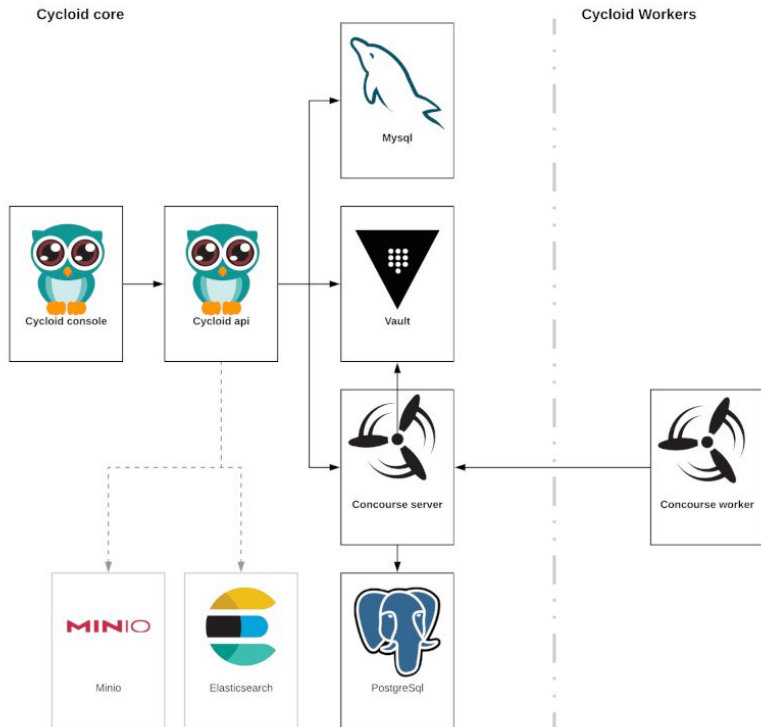 Cycloid core
Cycloid Workers
Mysql
Cycloid console
Cycloid api
Vault
Concourse server
Concourse worker
MINIO
Minio
Elasticsearch
PostgreSql